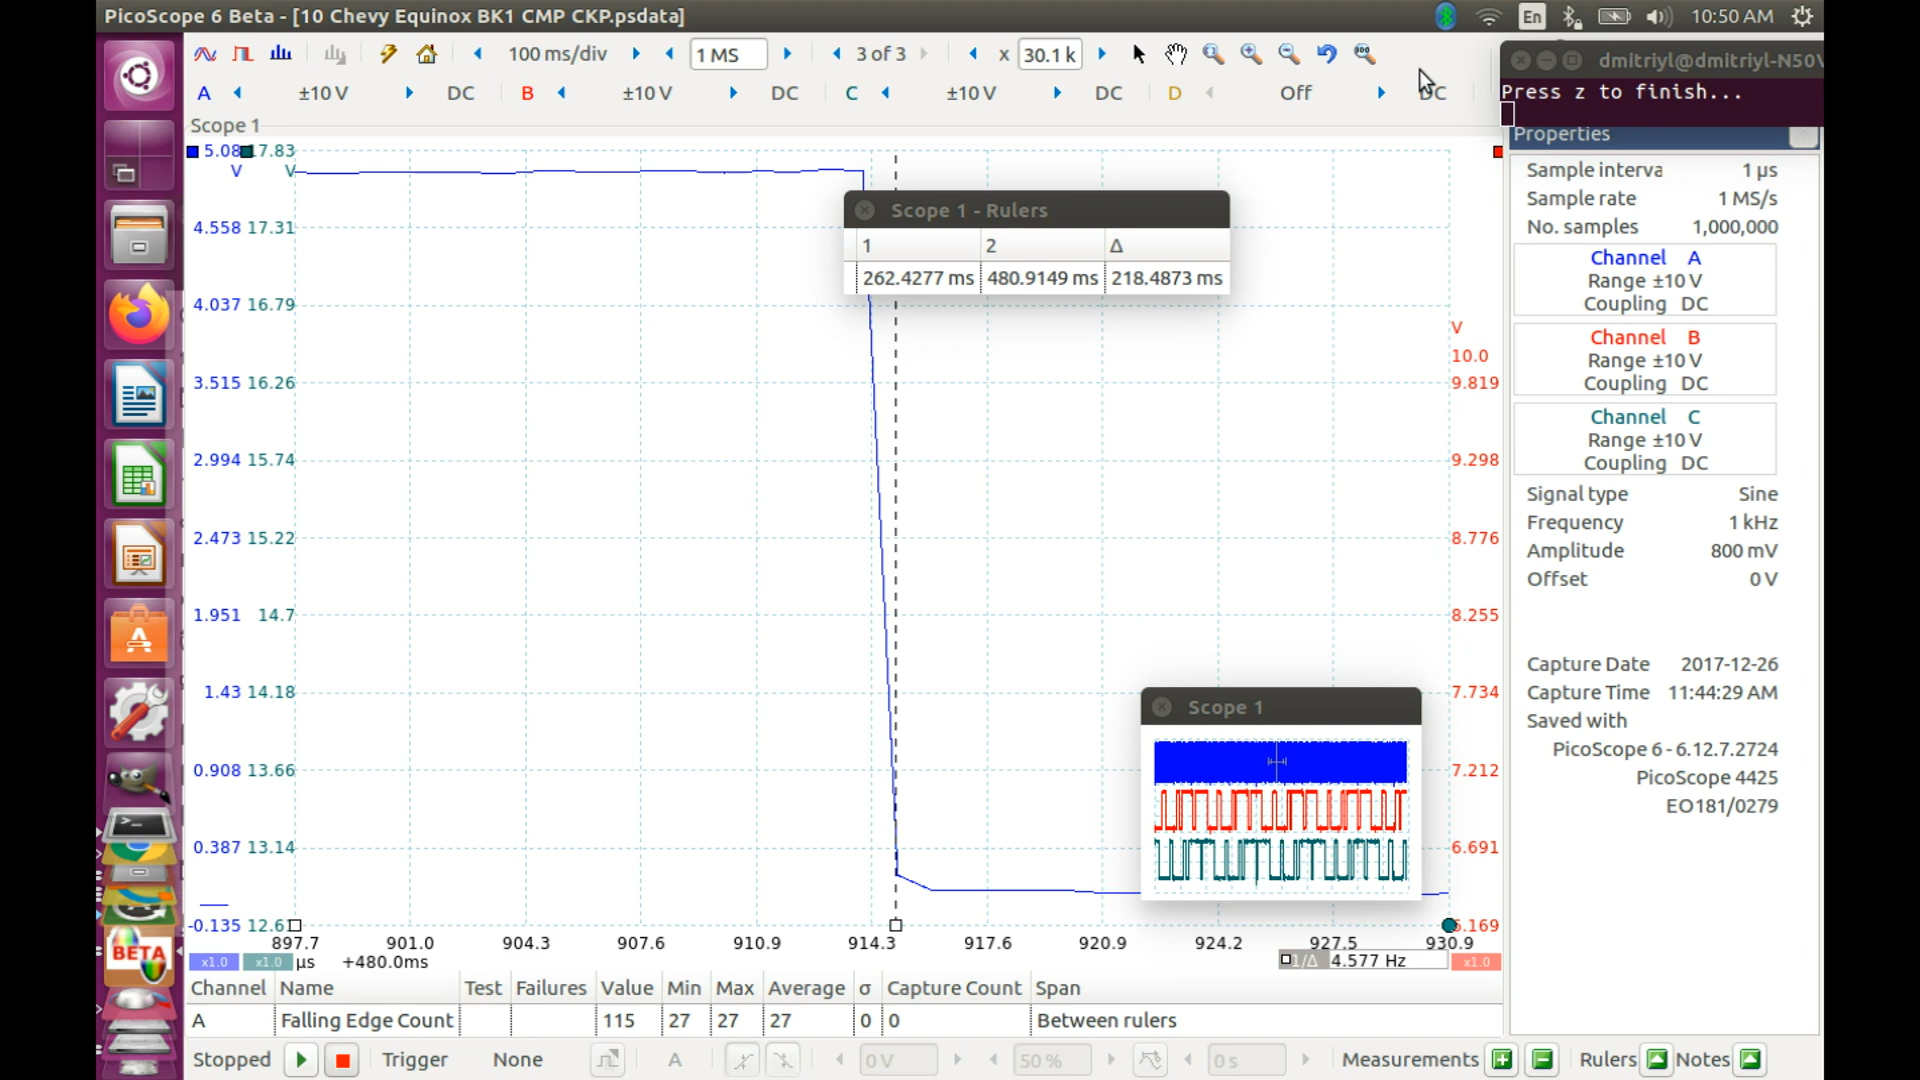 PicoScope 6 Beta - [10 Chevy Equinox BK1 CMP CKP.psdata]
En
10:50 AM
100 ms/div
1 MS
3 of 3
x
30.1 k
A
±10 V
DC
B
±10 V
DC
C
±10 V
DC
D
Off
DC
dmitriyl@dmitriyl-N50V
Press z to finish...
Scope 1
Properties
5.08
17.83
V
V
4.558 17.31
4.037 16.79
3.515 16.26
2.994 15.74
2.473 15.22
1.951 14.7
1.43 14.18
0.908 13.66
0.387 13.14
-0.135 12.6
Scope 1 - Rulers
1
2
Δ
262.4277 ms
480.9149 ms
218.4873 ms
V
10.0
9.819
9.298
8.776
8.255
7.734
7.212
6.691
6.169
Scope 1
897.7
901.0
904.3
907.6
910.9
914.3
917.6
920.9
924.2
927.5
930.9
x1.0
x1.0
µs
+480.0ms
1/Δ
4.577 Hz
x1.0
Sample interva 1 µs
Sample rate 1 MS/s
No. samples 1,000,000
Channel A
Range ±10 V
Coupling DC
Channel B
Range ±10 V
Coupling DC
Channel C
Range ±10 V
Coupling DC
Signal type Sine
Frequency 1 kHz
Amplitude 800 mV
Offset 0 V
Capture Date 2017-12-26
Capture Time 11:44:29 AM
Saved with
PicoScope 6 - 6.12.7.2724
PicoScope 4425
EO181/0279
BETA
Channel Name Test Failures Value Min Max Average σ Capture Count Span
A Falling Edge Count 115 27 27 27 0 0 Between rulers
Stopped
Trigger
None
A
0 V
50 %
0 s
Measurements
Rulers
Notes